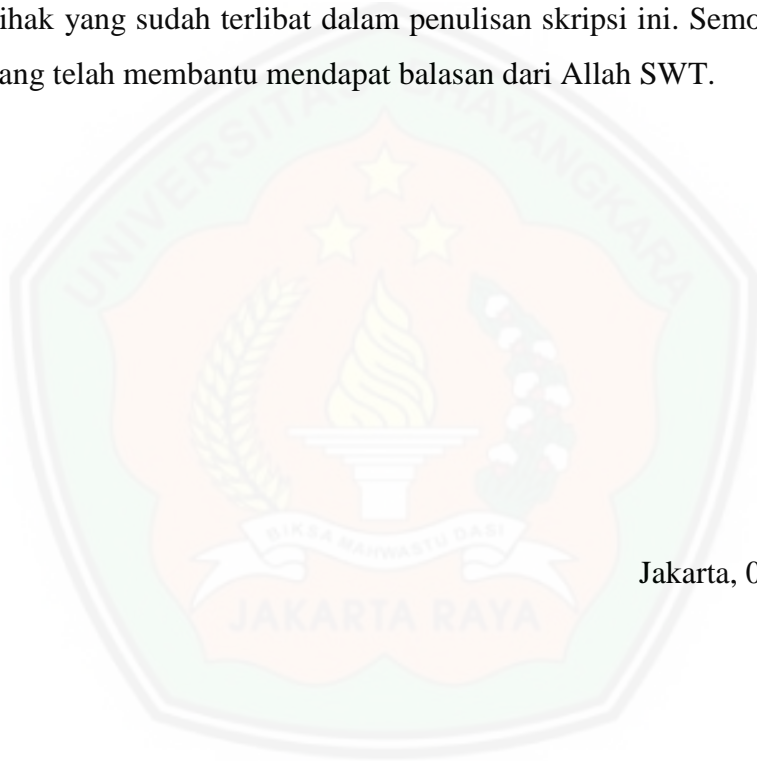 ihak yang sudah terlibat dalam penulisan skripsi ini. Semo
ang telah membantu mendapat balasan dari Allah SWT.
UNIVERSITAS BHAYANGKARA
BIKSA MAHWASTU DASI
JAKARTA RAYA
Jakarta, 0